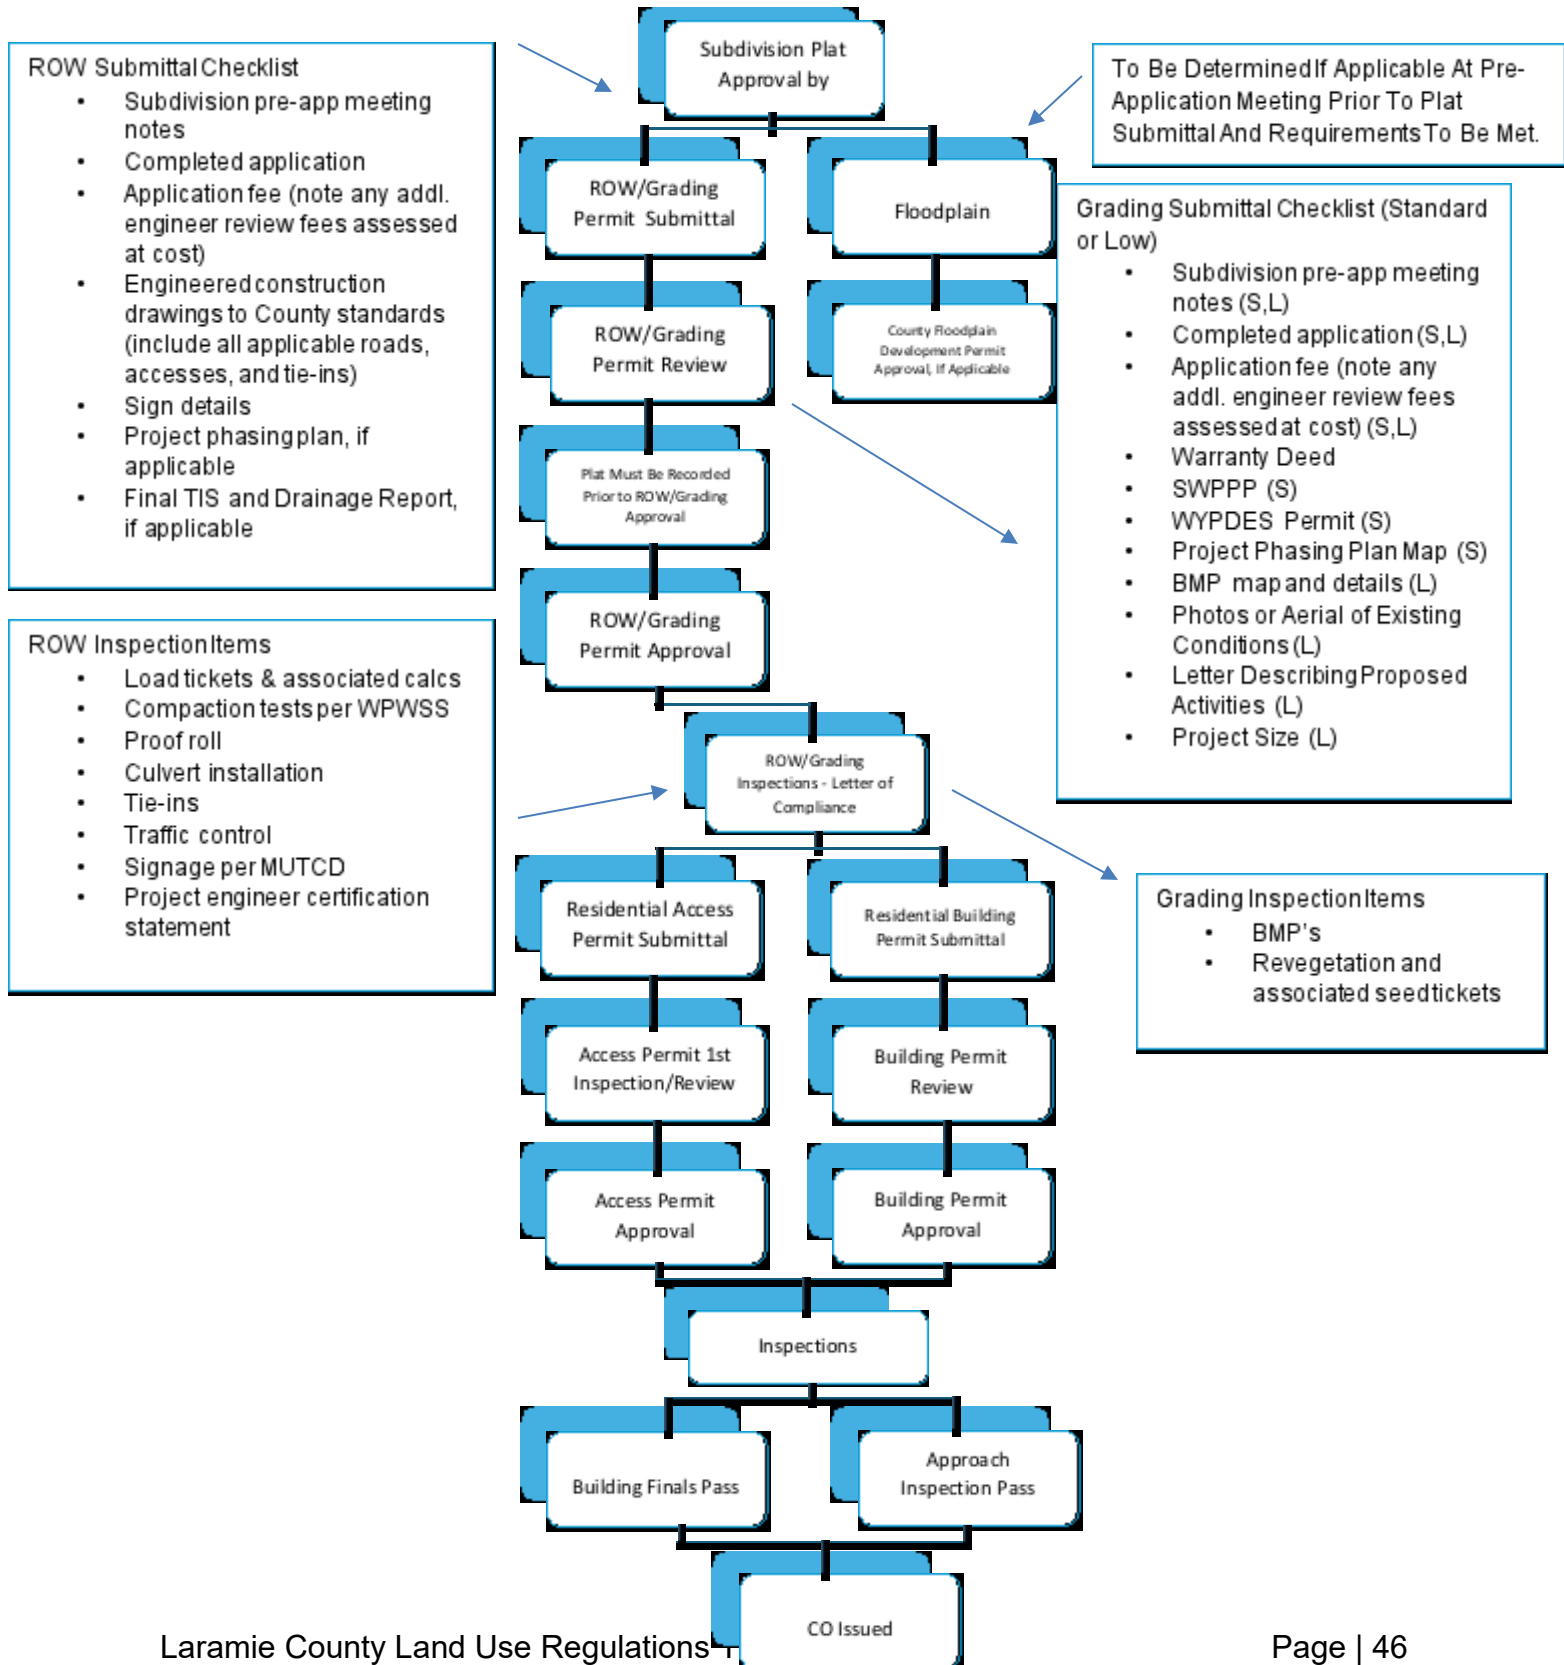 Subdivision Plat
Approval by
ROW Submittal Checklist
• Subdivision pre-app meeting
notes
• Completed application
• Application fee (note any addl.
engineer review fees assessed
at cost)
• Engineered construction
drawings to County standards
(include all applicable roads,
accesses, and tie-ins)
• Sign details
• Project phasing plan, if
applicable
• Final TIS and Drainage Report,
if applicable
To Be Determined If Applicable At Pre-
Application Meeting Prior To Plat
Submittal And Requirements To Be Met.
ROW/Grading
Permit Submittal
Floodplain
ROW/Grading
Permit Review
County Floodplain
Development Permit
Approval, If Applicable
Grading Submittal Checklist (Standard
or Low)
• Subdivision pre-app meeting
notes (S,L)
• Completed application (S,L)
• Application fee (note any
addl. engineer review fees
assessed at cost) (S,L)
• Warranty Deed
• SWPPP (S)
• WYPDES Permit (S)
• Project Phasing Plan Map (S)
• BMP map and details (L)
• Photos or Aerial of Existing
Conditions (L)
• Letter Describing Proposed
Activities (L)
• Project Size (L)
Plat Must Be Recorded
Prior to ROW/Grading
Approval
ROW/Grading
Permit Approval
ROW Inspection Items
• Load tickets & associated calcs
• Compaction tests per WPWSS
• Proof roll
• Culvert installation
• Tie-ins
• Traffic control
• Signage per MUTCD
• Project engineer certification
statement
ROW/Grading
Inspections - Letter of
Compliance
Grading Inspection Items
• BMP's
• Revegetation and
associated seed tickets
Residential Access
Permit Submittal
Residential Building
Permit Submittal
Access Permit 1st
Inspection/Review
Building Permit
Review
Access Permit
Approval
Building Permit
Approval
Inspections
Building Finals Pass
Approach
Inspection Pass
CO Issued
Laramie County Land Use Regulations
Page | 46